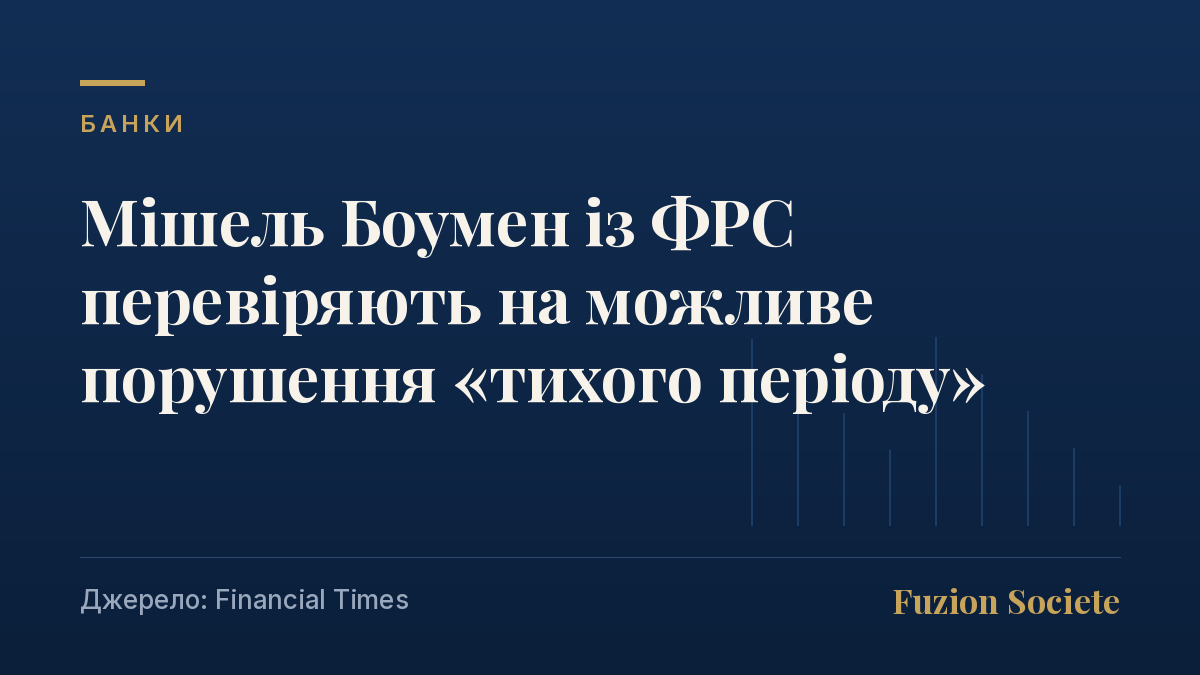 БАНКИ
Мішель Боумен із ФРС
перевіряють на можливе
порушення «тихого періоду»
Джерело: Financial Times
Fuzion Societe